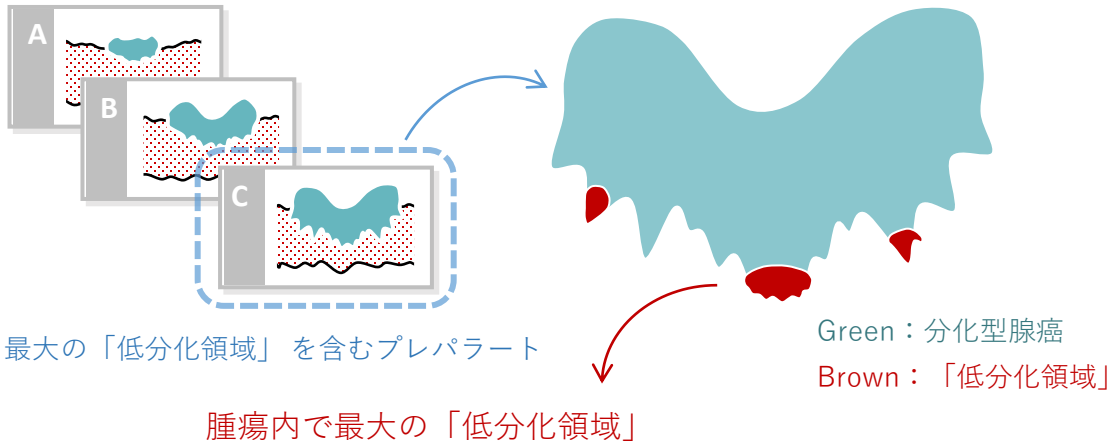 A
B
C
最大の「低分化領域」を含むプレパラート
Green：分化型腺癌
Brown：「低分化領域」
腫瘍内で最大の「低分化領域」